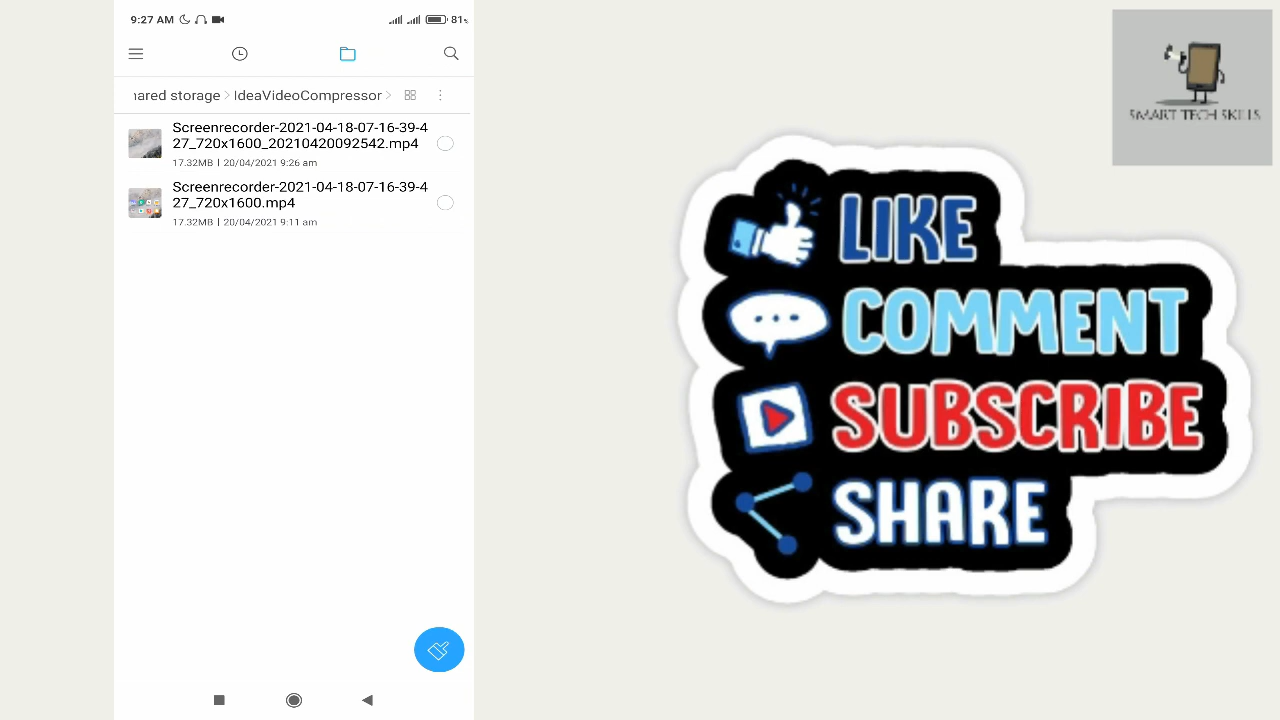 9:27 AM
81
hared storage
IdeaVideoCompressor
Screenrecorder-2021-04-18-07-16-39-4
27_720x1600_20210420092542.mp4
17.32MB | 20/04/2021 9:26 am
Screenrecorder-2021-04-18-07-16-39-4
27_720x1600.mp4
17.32MB | 20/04/2021 9:11 am
SMART TECH SKILLS
LIKE
COMMENT
SUBSCRIBE
SHARE